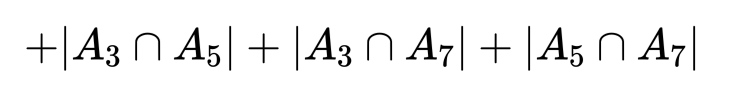 +|A₃ ∩ A₅| + |A₃ ∩ A₇| + |A₅ ∩ A₇|